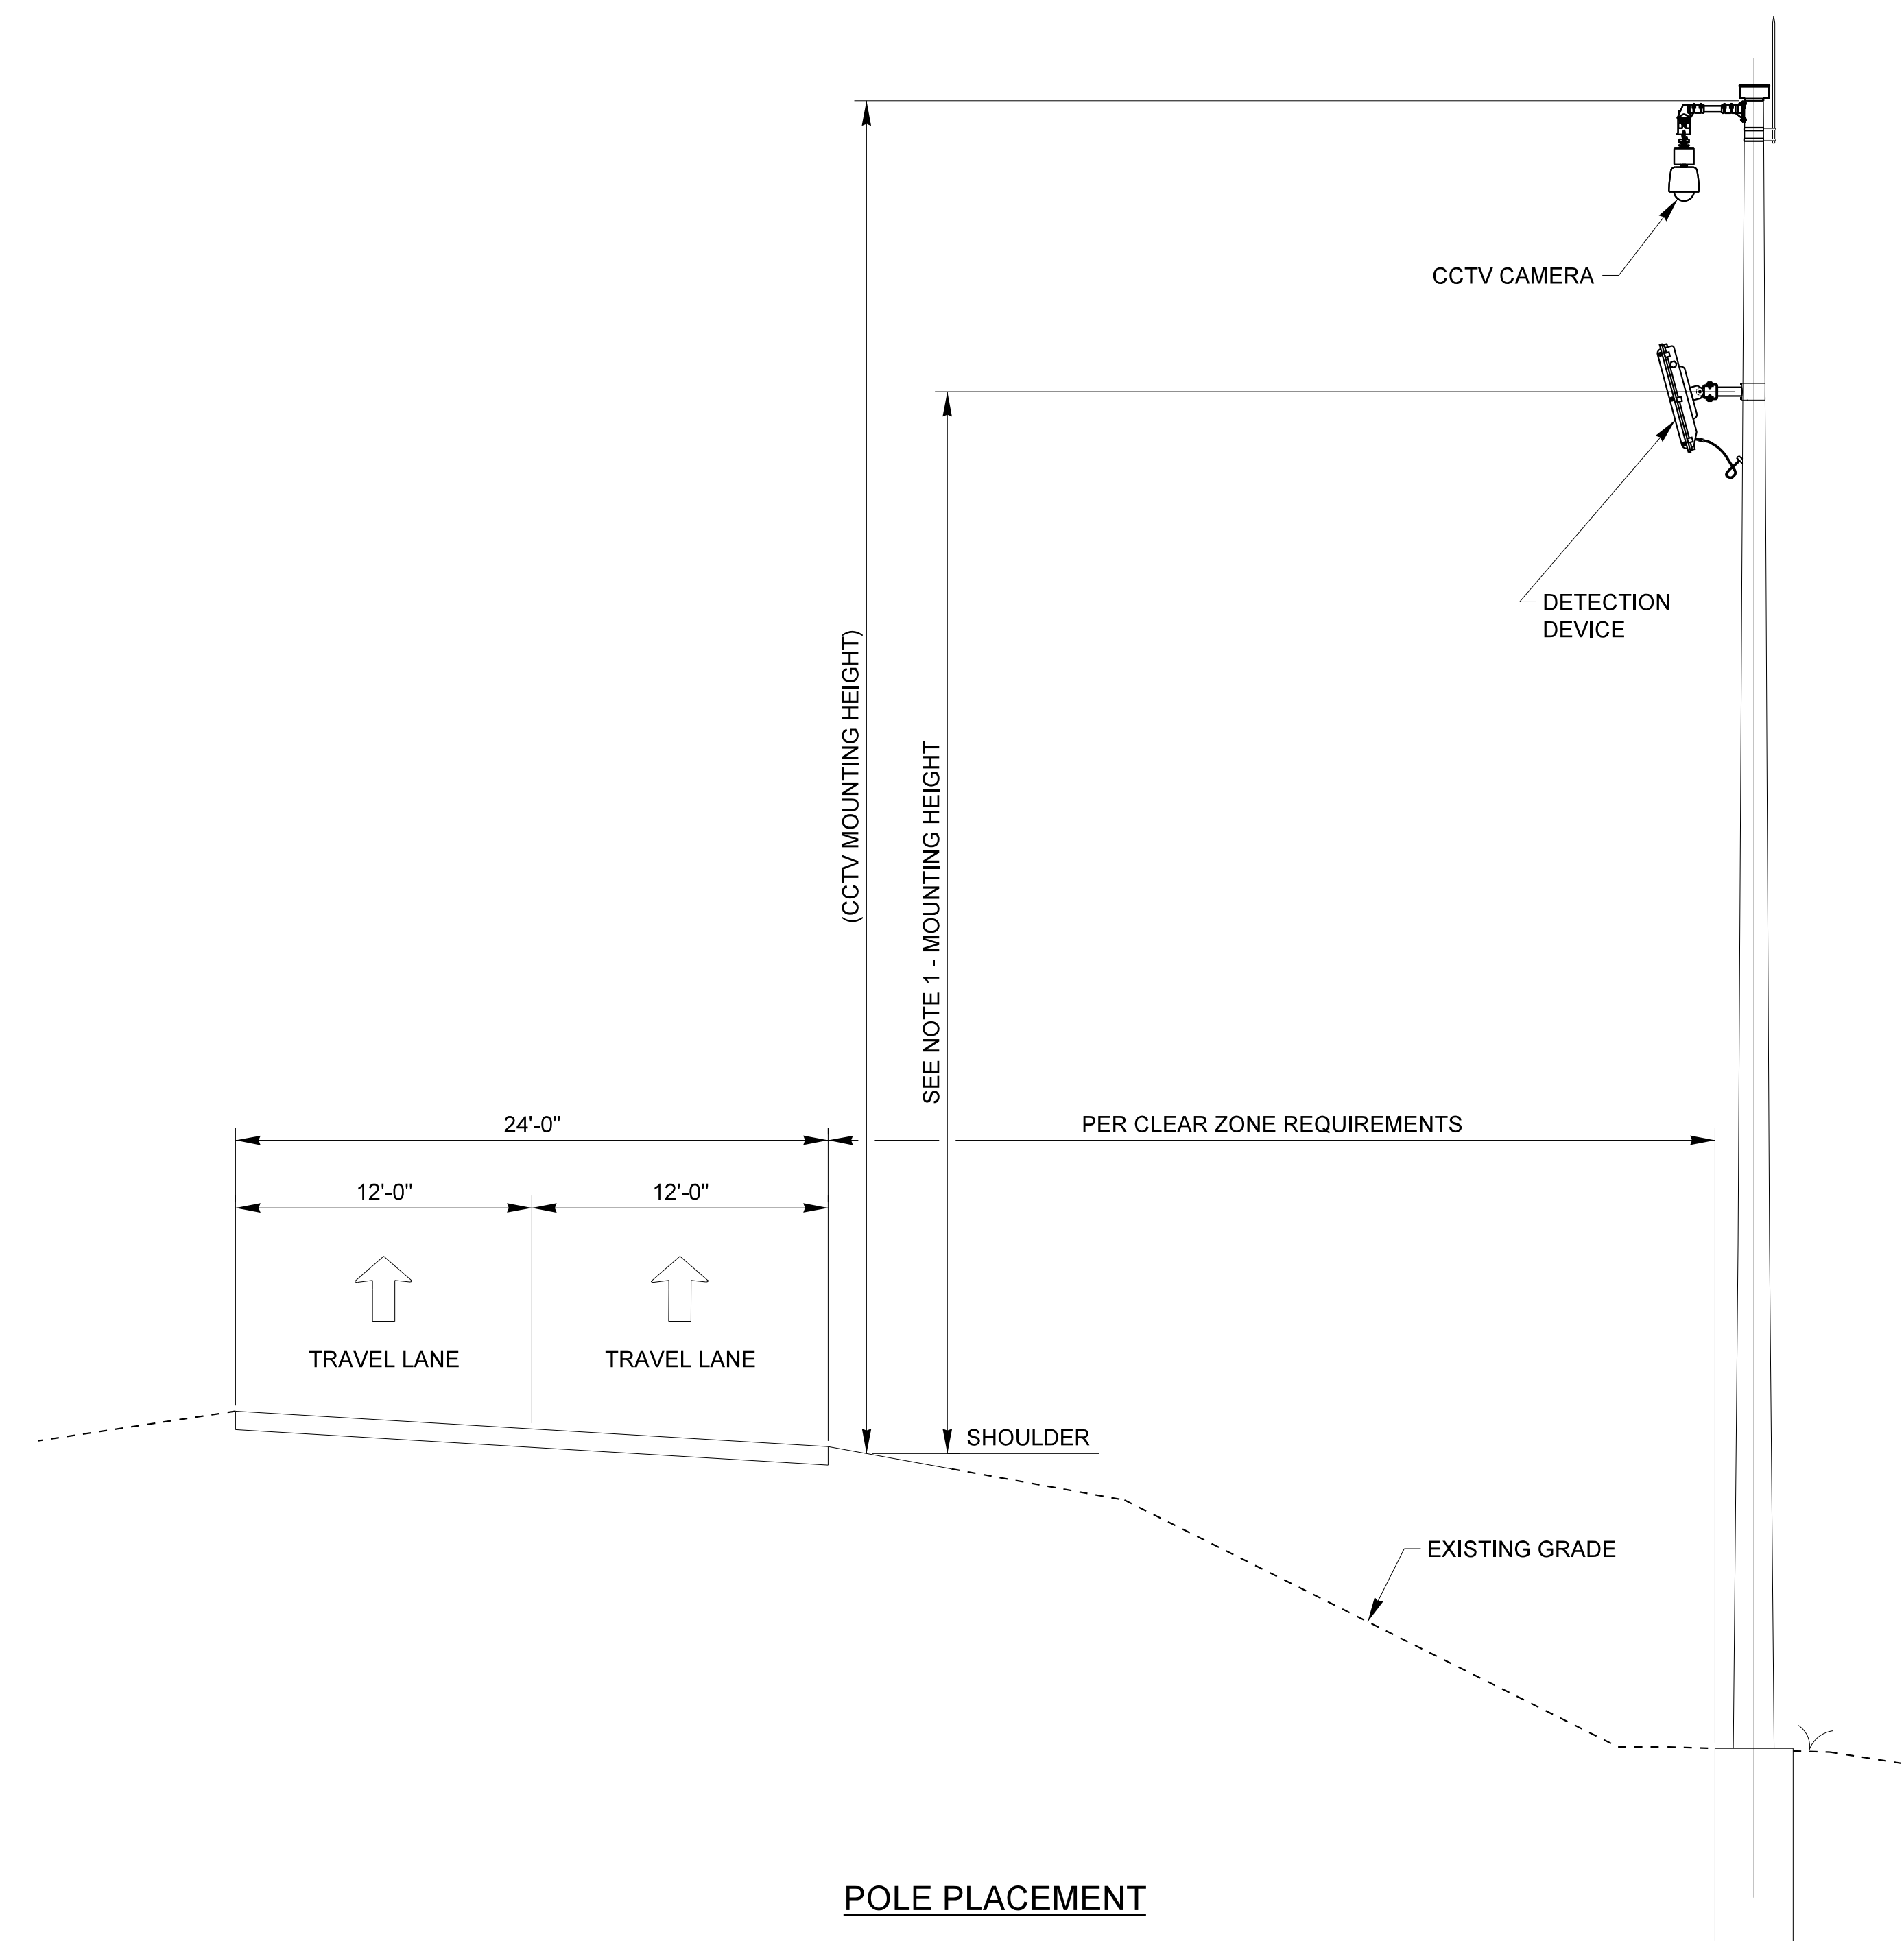 CCTV CAMERA
DETECTION
DEVICE
(CCTV MOUNTING HEIGHT)
SEE NOTE 1 - MOUNTING HEIGHT
24'-0"
PER CLEAR ZONE REQUIREMENTS
12'-0"
12'-0"
TRAVEL LANE
TRAVEL LANE
SHOULDER
EXISTING GRADE
POLE PLACEMENT